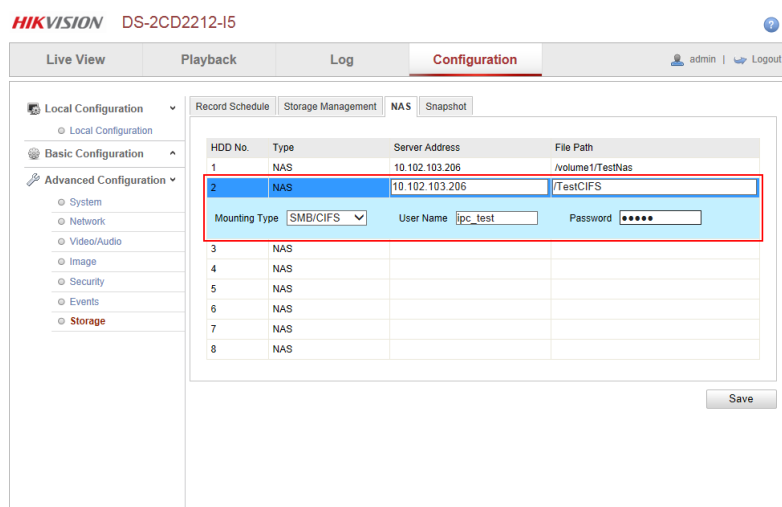 HIKVISION DS-2CD2212-I5 ?
Live View Playback Log Configuration admin | Logout
Local Configuration
Local Configuration
Basic Configuration
Advanced Configuration
System
Network
Video/Audio
Image
Security
Events
Storage
Record Schedule Storage Management NAS Snapshot
HDD No. Type Server Address File Path
1 NAS 10.102.103.206 /volume1/TestNas
2 NAS 10.102.103.206 /TestCIFS
Mounting Type SMB/CIFS User Name ipc_test Password •••••
3 NAS
4 NAS
5 NAS
6 NAS
7 NAS
8 NAS
Save